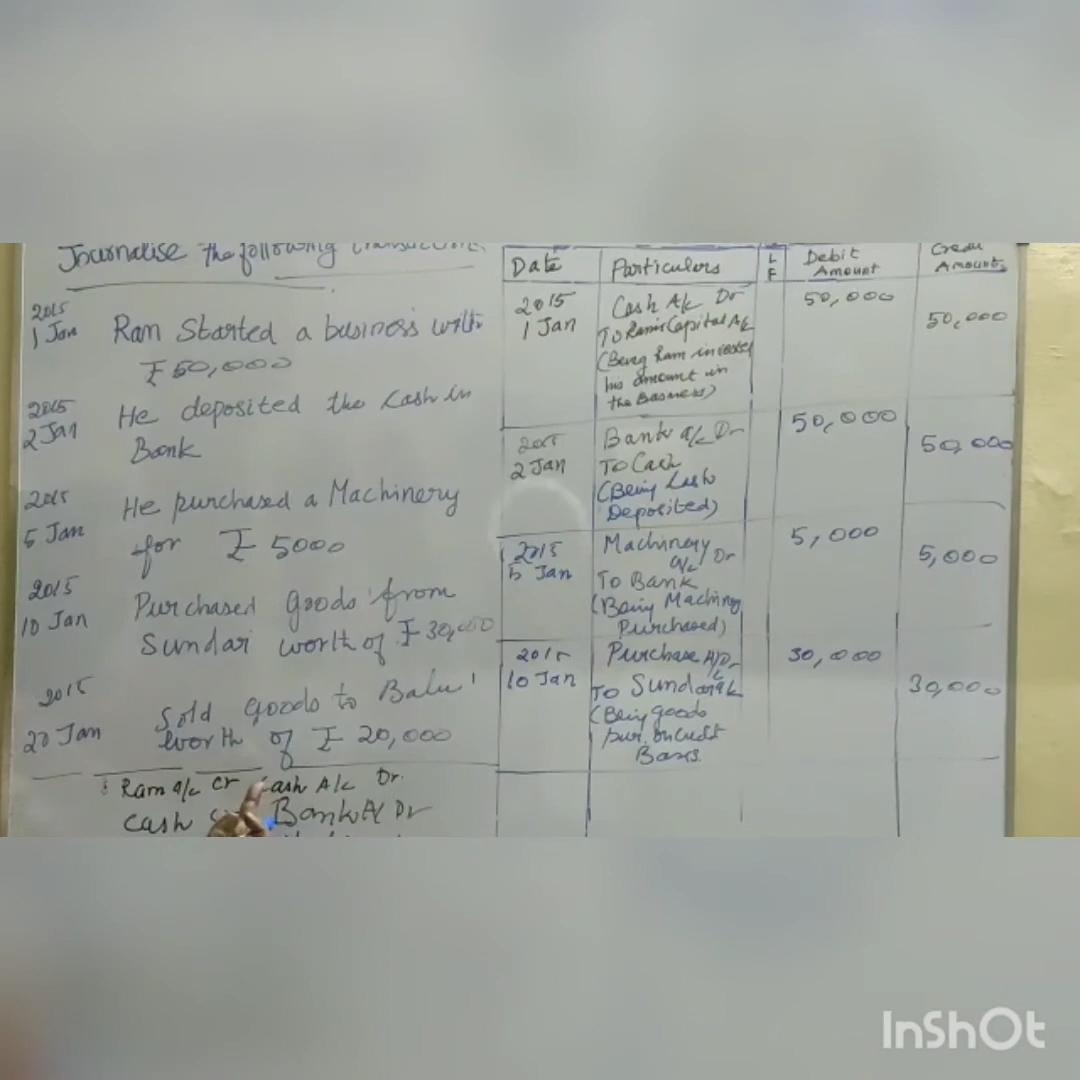 Journalise the following
2015
1 Jan
Ram Started a business with
₹ 50,000
2015
2 Jan
He deposited the Cash in
Bank
2015
5 Jan
He purchased a Machinery
for ₹ 5000
2015
10 Jan
Purchased goods from
Sundari worth of ₹ 30,000
2015
20 Jan
Sold goods to Balu
worth of ₹ 20,000
Ram a/c cr Cash A/c Dr.
Cash Bank A/c Dr
Date Particulers L F Debit Amount Credit Amount
2015
1 Jan
Cash A/c Dr 50,000
To Ram's Capital A/c 50,000
(Being Ram invested
his amount in
the Business)
2015
2 Jan
Bank a/c Dr 50,000
To Cash 50,000
(Being Cash
Deposited)
2015
5 Jan
Machinery a/c Dr 5,000
To Bank 5,000
(Being Machinery
Purchased)
2015
10 Jan
Purchase A/c Dr 30,000
To Sundari a/c 30,000
(Being goods
pur. on
Basis.
InShOt